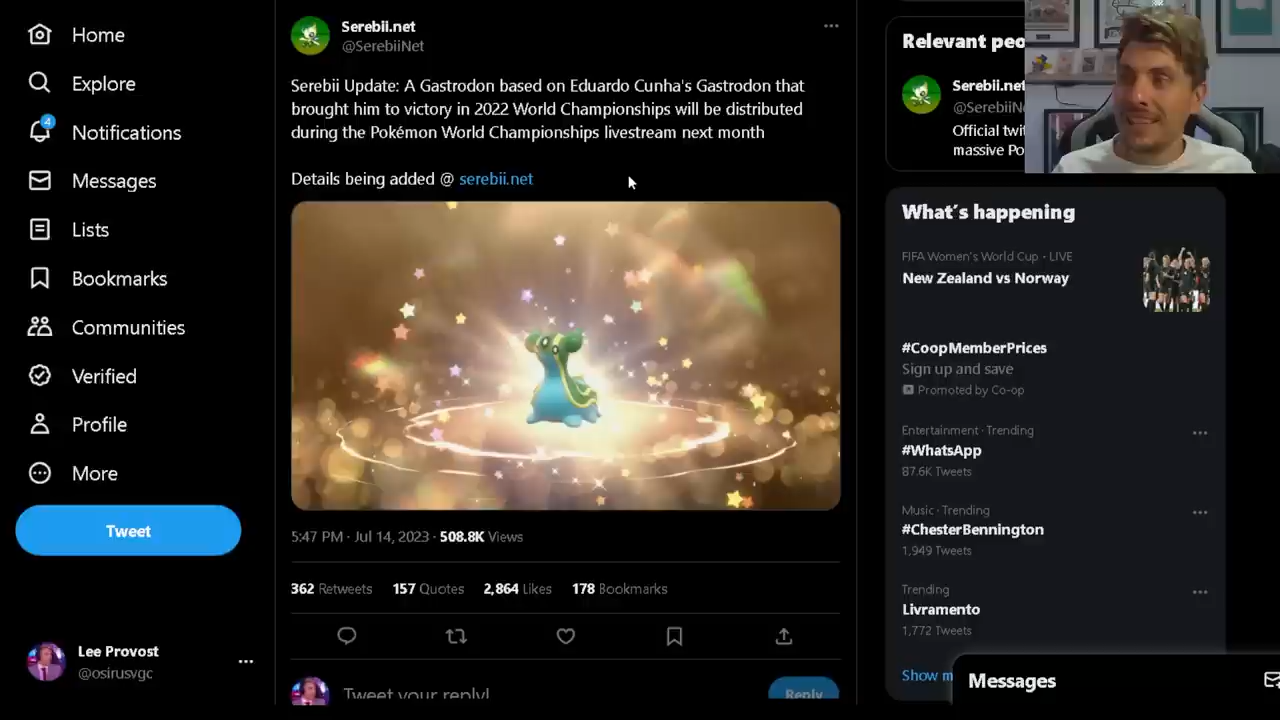 Home
Explore
4
Notifications
Messages
Lists
Bookmarks
Communities
Verified
Profile
More
Tweet
Lee Provost
@osirusvgc
Serebii.net
@SerebiiNet
Serebii Update: A Gastrodon based on Eduardo Cunha's Gastrodon that
brought him to victory in 2022 World Championships will be distributed
during the Pokémon World Championships livestream next month
Details being added @ serebii.net
5:47 PM · Jul 14, 2023 · 508.8K Views
362 Retweets 157 Quotes 2,864 Likes 178 Bookmarks
Tweet your reply!
Reply
Relevant peo
Serebii.net
@SerebiiN
Official twit
massive Po
What's happening
FIFA Women's World Cup · LIVE
New Zealand vs Norway
#CoopMemberPrices
Sign up and save
Promoted by Co-op
Entertainment · Trending
#WhatsApp
87.6K Tweets
Music · Trending
#ChesterBennington
1,949 Tweets
Trending
Livramento
1,772 Tweets
Show m
Messages